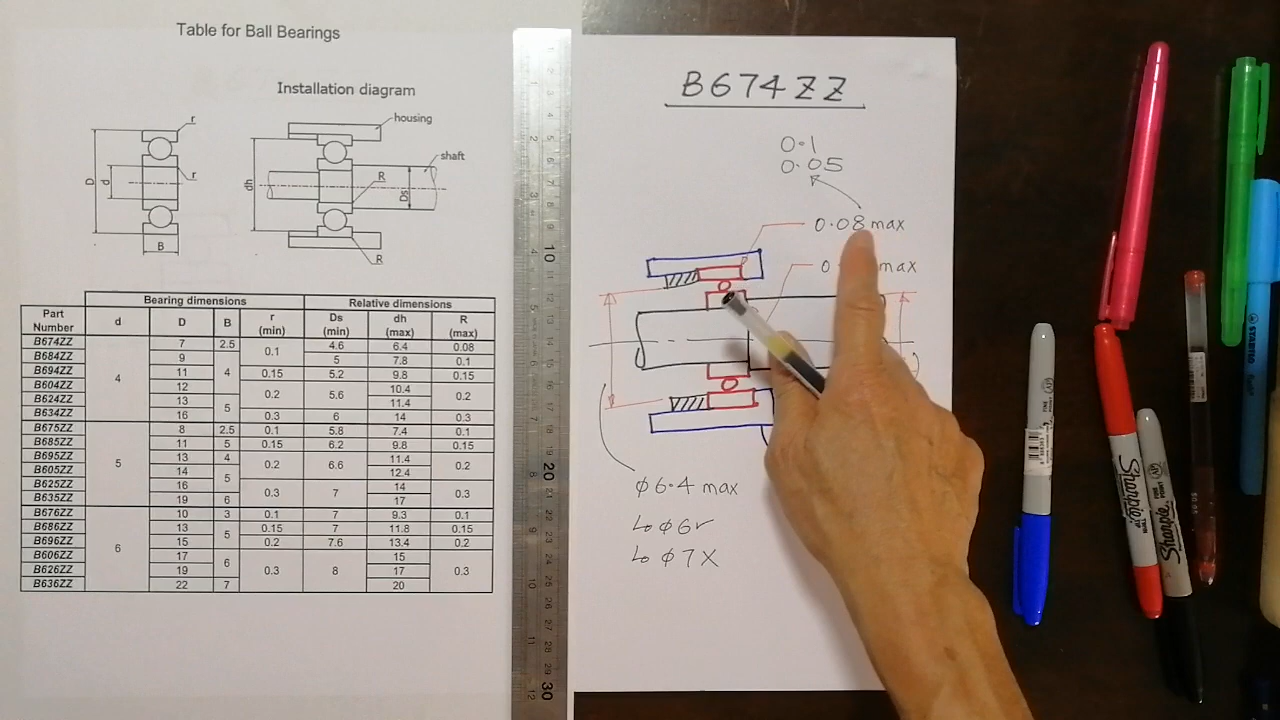 Table for Ball Bearings
Installation diagram
housing
shaft
r
r
D
d
B
dh
R
Ds
R
Bearing dimensions Relative dimensions
Part Number d D B r (min) Ds (min) dh (max) R (max)
B674ZZ 4 7 2.5 0.1 4.6 6.4 0.08
B684ZZ 9 4 5 7.8 0.1
B694ZZ 11 0.15 5.2 9.8 0.15
B604ZZ 12 0.2 5.6 10.4 0.2
B624ZZ 13 5 11.4
B634ZZ 16 0.3 6 14 0.3
B675ZZ 5 8 2.5 0.1 5.8 7.4 0.1
B685ZZ 11 5 0.15 6.2 9.8 0.15
B695ZZ 13 4 0.2 6.6 11.4 0.2
B605ZZ 14 5 12.4
B625ZZ 16 0.3 7 14 0.3
B635ZZ 19 6 17
B676ZZ 6 10 3 0.1 7 9.3 0.1
B686ZZ 13 5 0.15 7 11.8 0.15
B696ZZ 15 0.2 7.6 13.4 0.2
B606ZZ 17 6 0.3 8 15 0.3
B626ZZ 19 17
B636ZZ 22 7 20
10
20
30
B674ZZ
0.1
0.05
0.08 max
max
ϕ6.4 max
↳ ϕ6✓
↳ ϕ7 X
Sharpie
Sharpie
STABILO